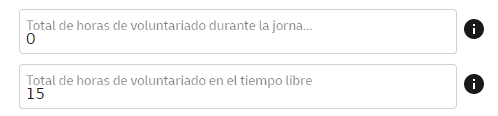 Total de horas de voluntariado durante la jorna...
0
Total de horas de voluntariado en el tiempo libre
15